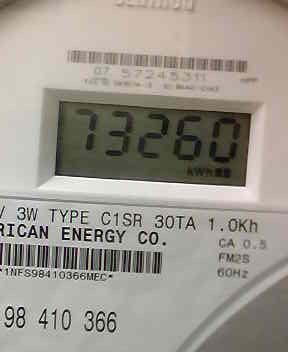 07 57245311
73260
kWh
V 3W TYPE C1SR 30TA 1.0Kh
RICAN ENERGY CO.
CA 0.5
FM2S
60Hz
*1NFS98410366MEC*
98 410 366